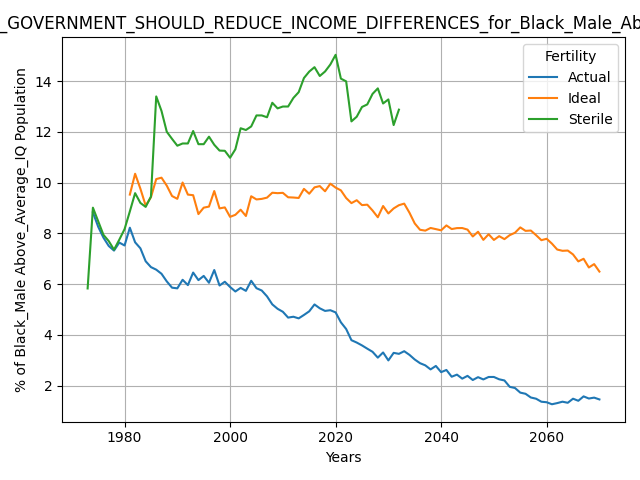 _GOVERNMENT_SHOULD_REDUCE_INCOME_DIFFERENCES_for_Black_Male_Ab
Fertility
Actual
Ideal
Sterile
% of Black_Male Above_Average_IQ Population
14
12
10
8
6
4
2
1980 2000 2020 2040 2060
Years